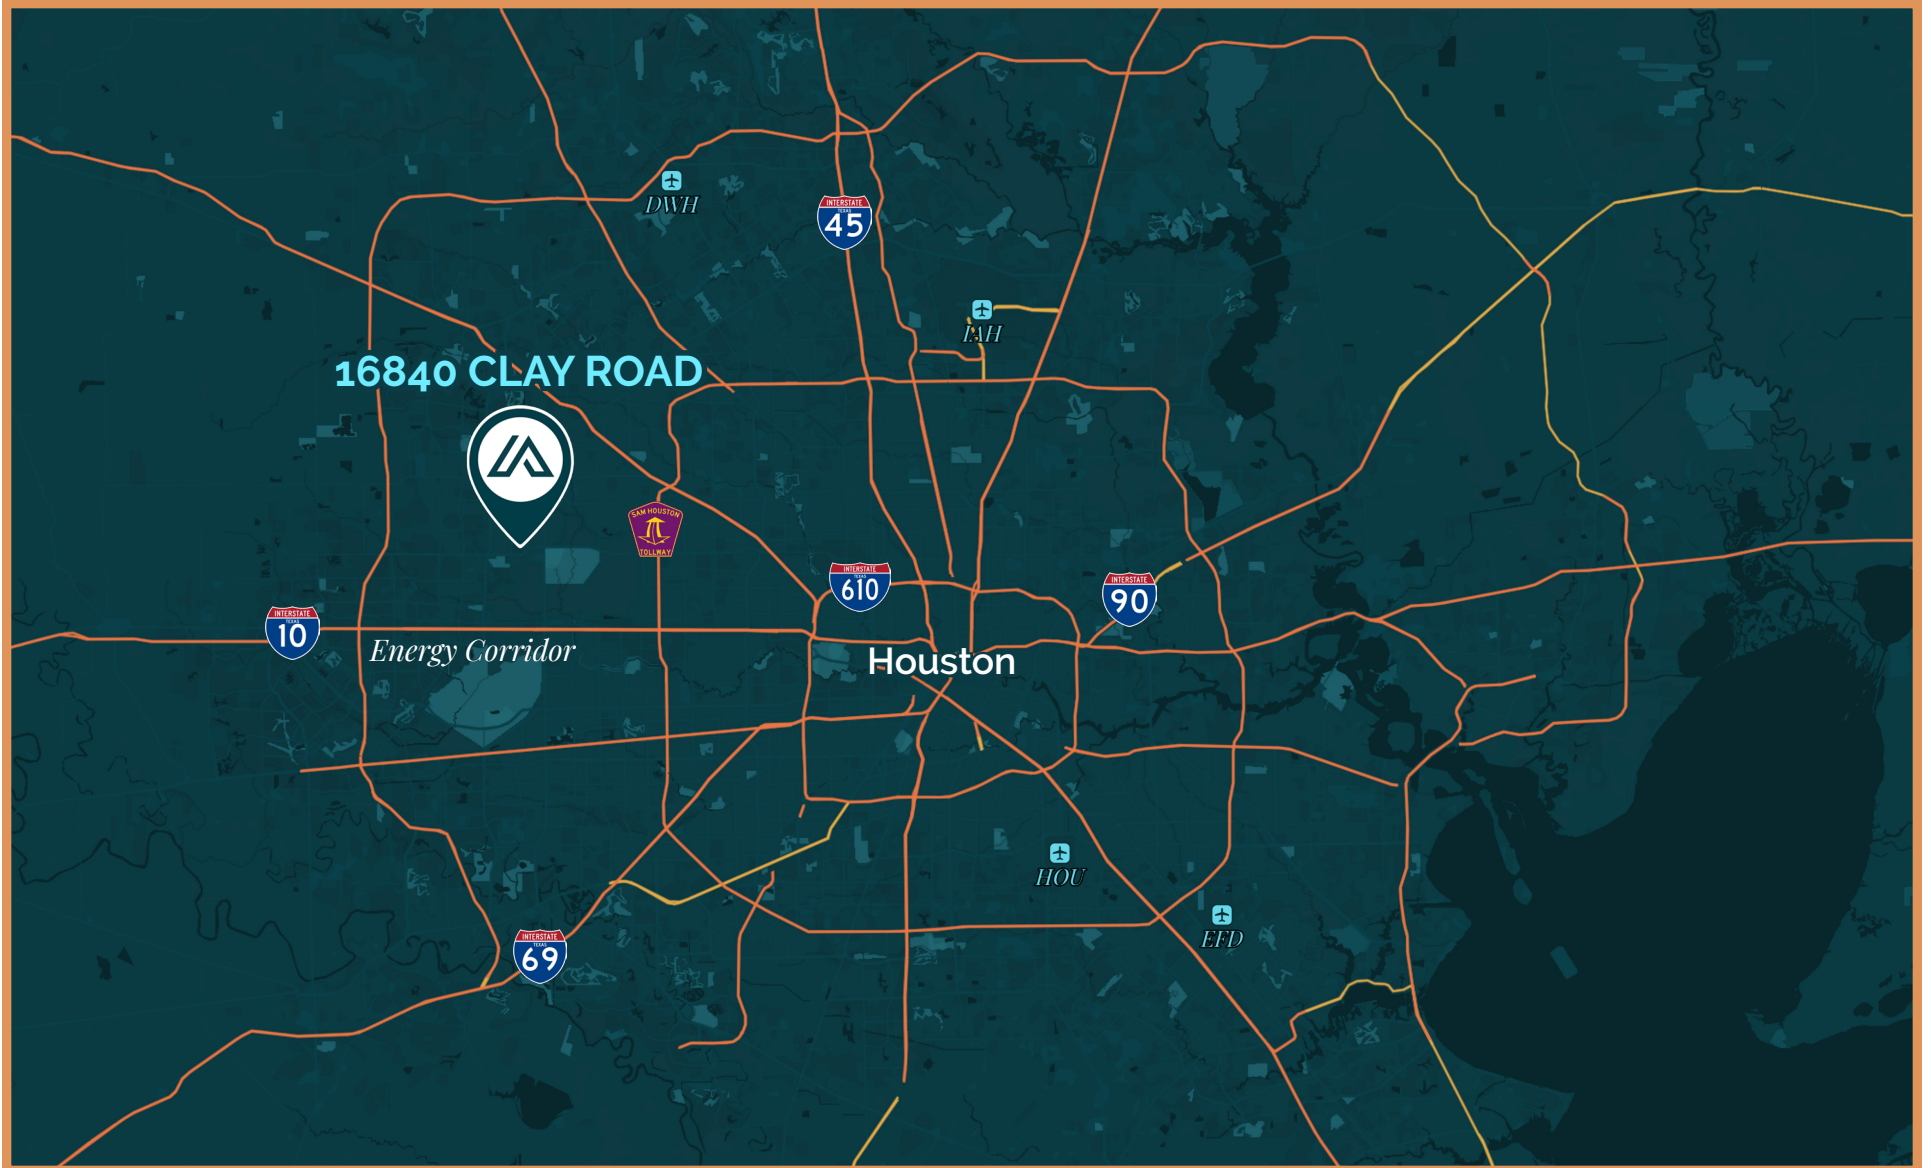 DWH
INTERSTATE
TEXAS
45
IAH
16840 CLAY ROAD
SAM HOUSTON
TOLLWAY
INTERSTATE
TEXAS
610
INTERSTATE
TEXAS
90
INTERSTATE
TEXAS
10
Energy Corridor
Houston
HOU
EFD
INTERSTATE
TEXAS
69